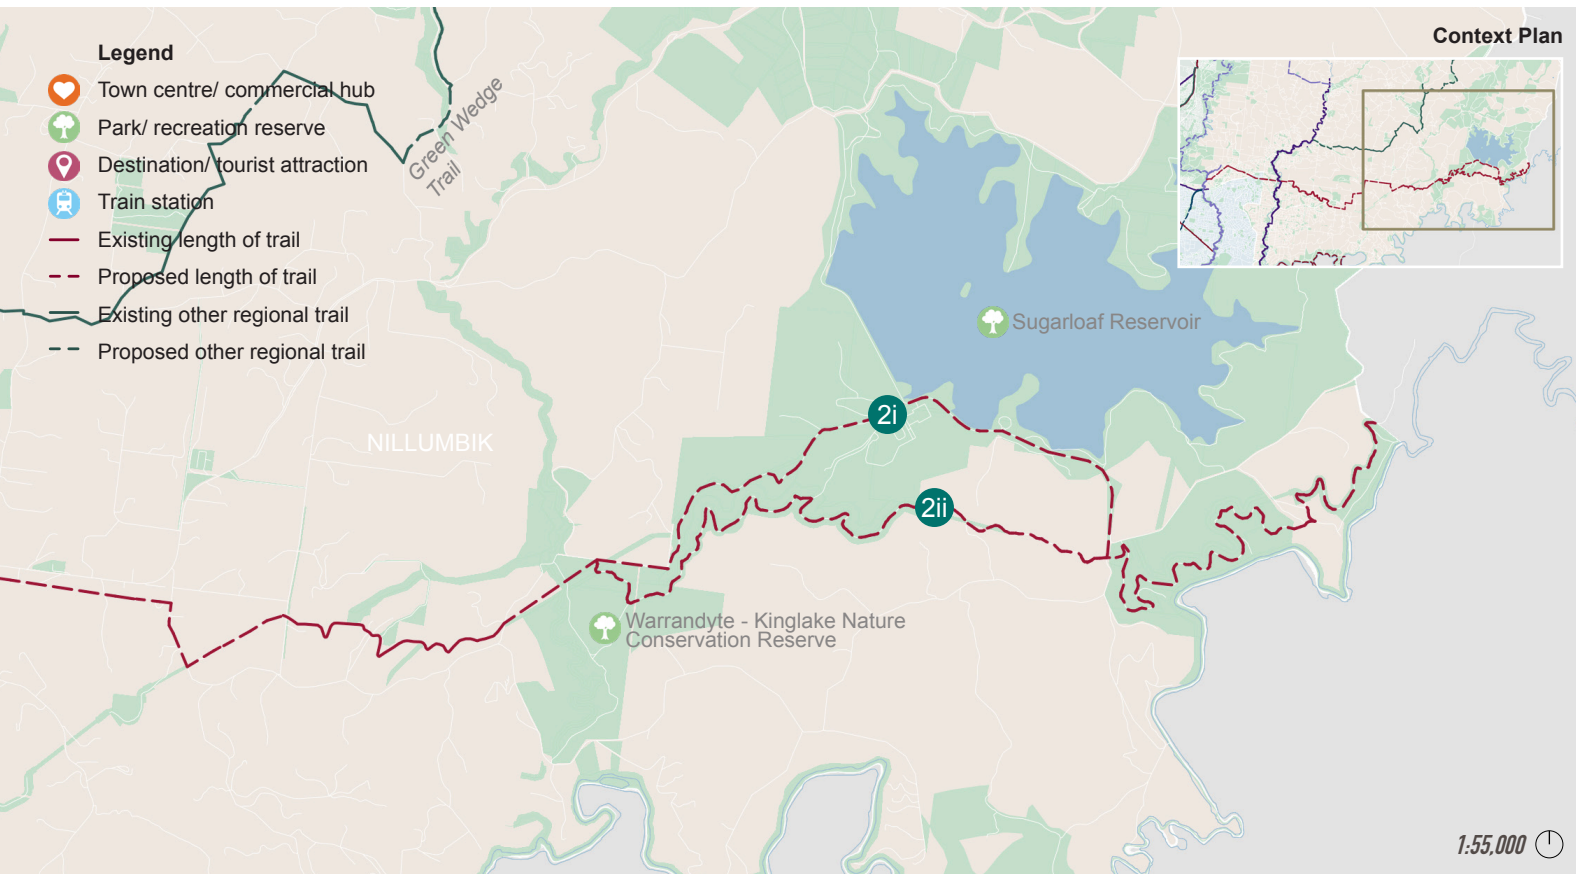 Legend
Town centre/ commercial hub
Park/ recreation reserve
Destination/ tourist attraction
Train station
Existing length of trail
Proposed length of trail
Existing other regional trail
Proposed other regional trail
Green Wedge
Trail
Context Plan
Sugarloaf Reservoir
2i
NILLUMBIK
2ii
Warrandyte - Kinglake Nature
Conservation Reserve
1:55,000